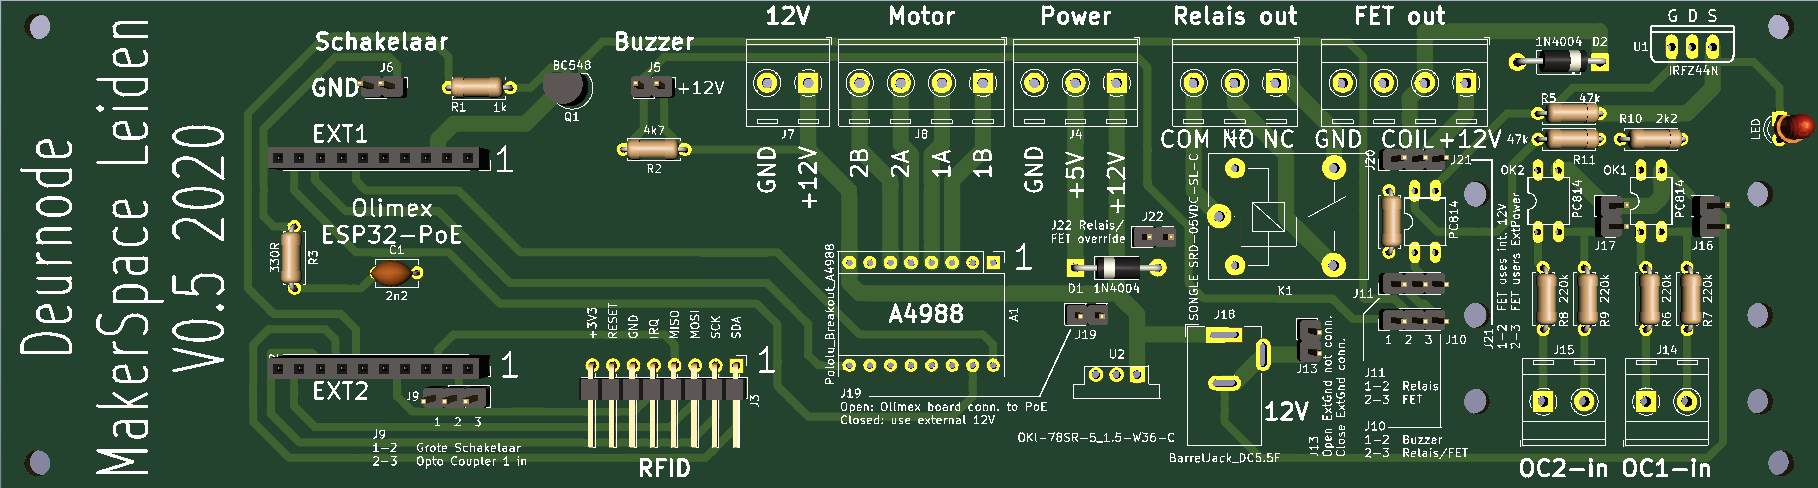 Deurnode
MakerSpace Leiden
V0.5 2020
12V
Motor
Power
Relais out
FET out
G D S
Schakelaar
Buzzer
J6
GND
R1
1k
BC548
Q1
J5
+12V
J7
J8
J4
1N4004
D2
U1
IRFZ44N
EXT1
1
4k7
R2
GND
+12V
2B
2A
1A
1B
GND
+5V
+12V
COM NO NC
GND
COIL
+12V
R5
47k
47k
R11
R10
2k2
LED
J20
J21
OK2
OK1
PC814
PC814
PC814
J17
J16
Olimex
ESP32-PoE
330R
R3
C1
2n2
Pololu_Breakout_A4988
1
A4988
A1
J22 Relais/
FET override
J22
D1
1N4004
J19
SONGLE SRD-05VDC-SL-C
K1
J11
J10
1 2 3
J21
1-2 FET uses int. 12V
2-3 FET users ExtPower
R8
220k
R9
220k
R6
220k
R7
220k
+3V3
RESET
GND
IRQ
MISO
MOSI
SCK
SDA
1
J3
RFID
EXT2
1
J9
1 2 3
J9
1-2 Grote Schakelaar
2-3 Opto Coupler 1 in
J19
Open: Olimex board conn. to PoE
Closed: use external 12V
U2
OKI-78SR-5_1.5-W36-C
J18
12V
BarrelJack_DC5.5F
J13
J13
Open ExtGnd not conn.
Close ExtGnd conn.
J11
1-2 Relais
2-3 FET
J10
1-2 Buzzer
2-3 Relais/FET
J15
J14
OC2-in
OC1-in